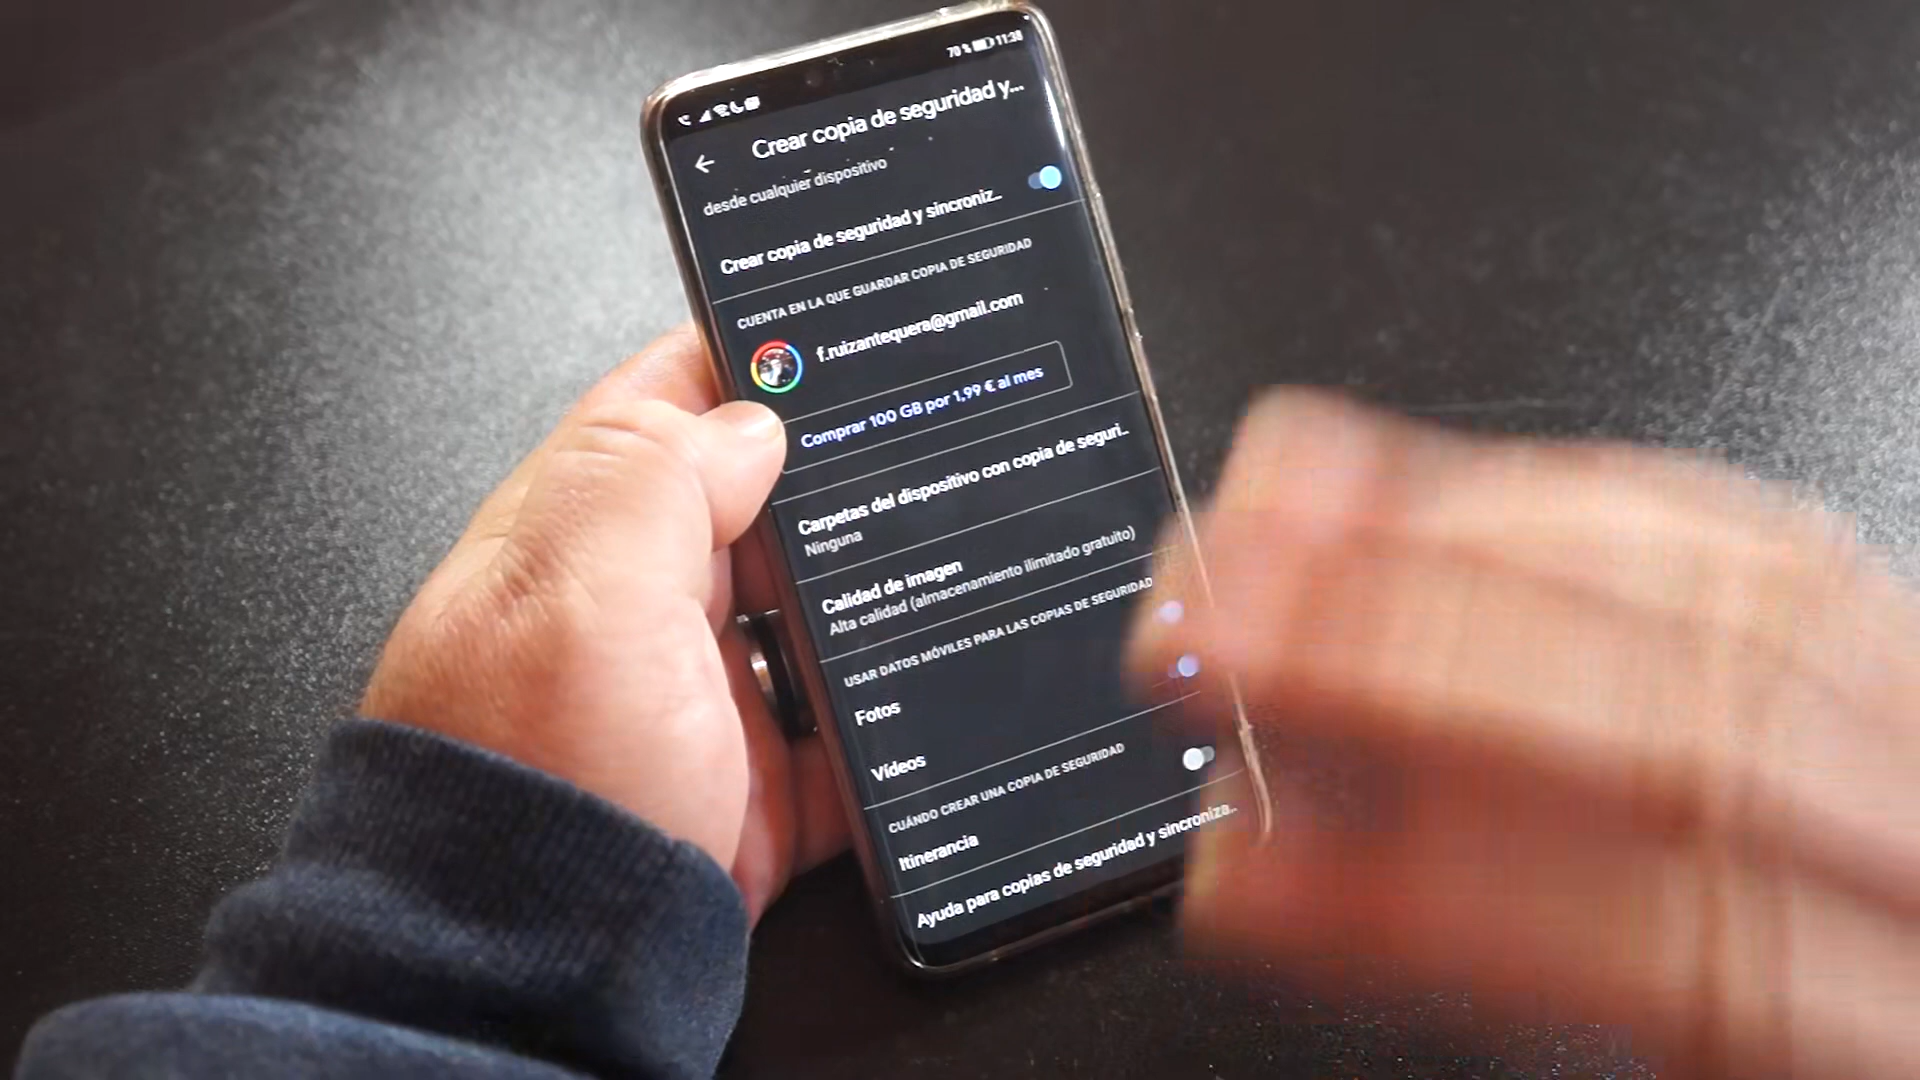 70 % 11:38
Crear copia de seguridad y...
desde cualquier dispositivo
Crear copia de seguridad y sincroniz..
CUENTA EN LA QUE GUARDAR COPIA DE SEGURIDAD
f.ruizantequera@gmail.com
Comprar 100 GB por 1,99 € al mes
Carpetas del dispositivo con copia de seguri..
Ninguna
Calidad de imagen
Alta calidad (almacenamiento ilimitado gratuito)
USAR DATOS MÓVILES PARA LAS COPIAS DE SEGURIDAD
Fotos
Vídeos
CUÁNDO CREAR UNA COPIA DE SEGURIDAD
Itinerancia
Ayuda para copias de seguridad y sincroniza..